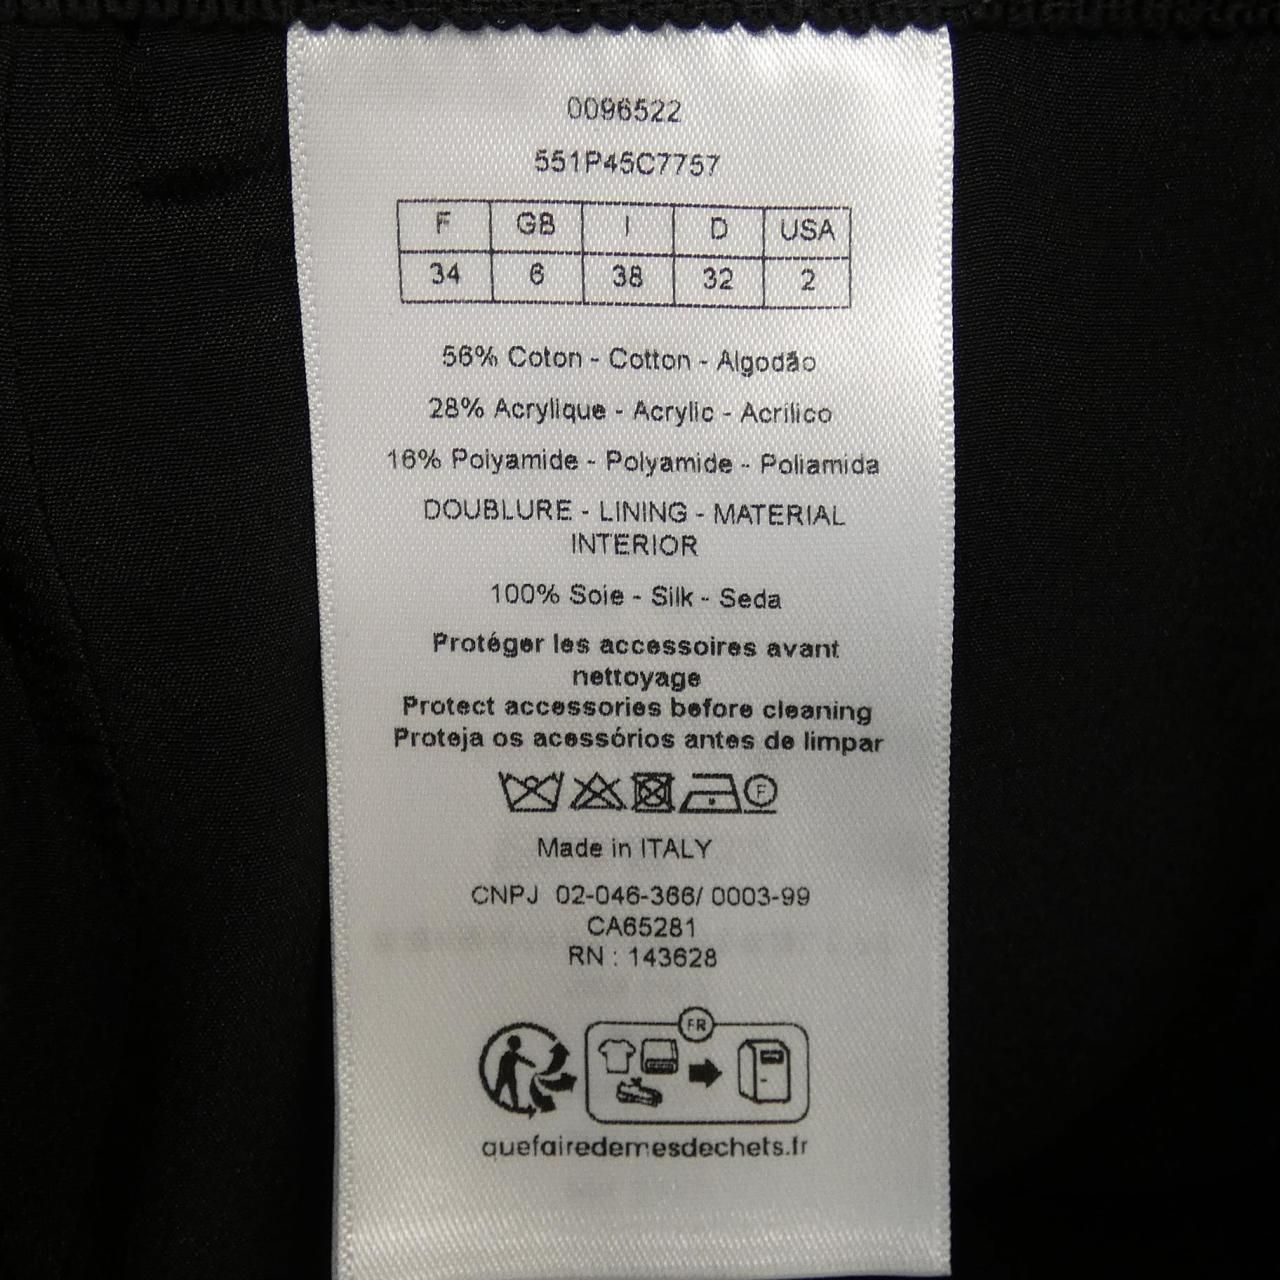 0096522
551P45C7757
F GB I D USA
34 6 38 32 2
56% Coton - Cotton - Algodão
28% Acrylique - Acrylic - Acrílico
16% Polyamide - Polyamide - Poliamida
DOUBLURE - LINING - MATERIAL
INTERIOR
100% Soie - Silk - Seda
Protéger les accessoires avant
nettoyage
Protect accessories before cleaning
Proteja os acessórios antes de limpar
F
Made in ITALY
CNPJ 02-046-366/ 0003-99
CA65281
RN : 143628
FR
quefairedemesdechets.fr